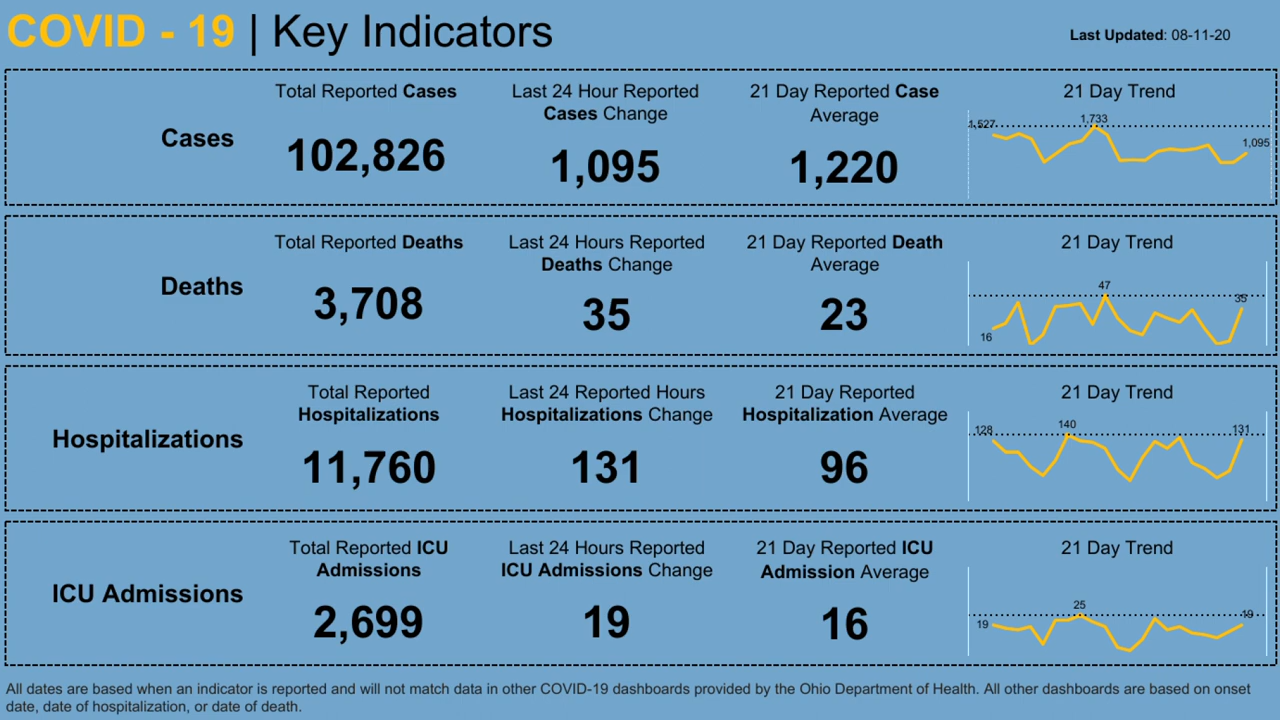 COVID - 19 | Key Indicators
Last Updated: 08-11-20
Cases
Total Reported Cases
102,826
Last 24 Hour Reported
Cases Change
1,095
21 Day Reported Case
Average
1,220
21 Day Trend
1,527
1,733
1,095
Deaths
Total Reported Deaths
3,708
Last 24 Hours Reported
Deaths Change
35
21 Day Reported Death
Average
23
21 Day Trend
16
47
35
Hospitalizations
Total Reported
Hospitalizations
11,760
Last 24 Reported Hours
Hospitalizations Change
131
21 Day Reported
Hospitalization Average
96
21 Day Trend
128
140
131
ICU Admissions
Total Reported ICU
Admissions
2,699
Last 24 Hours Reported
ICU Admissions Change
19
21 Day Reported ICU
Admission Average
16
21 Day Trend
19
25
19
All dates are based when an indicator is reported and will not match data in other COVID-19 dashboards provided by the Ohio Department of Health. All other dashboards are based on onset
date, date of hospitalization, or date of death.